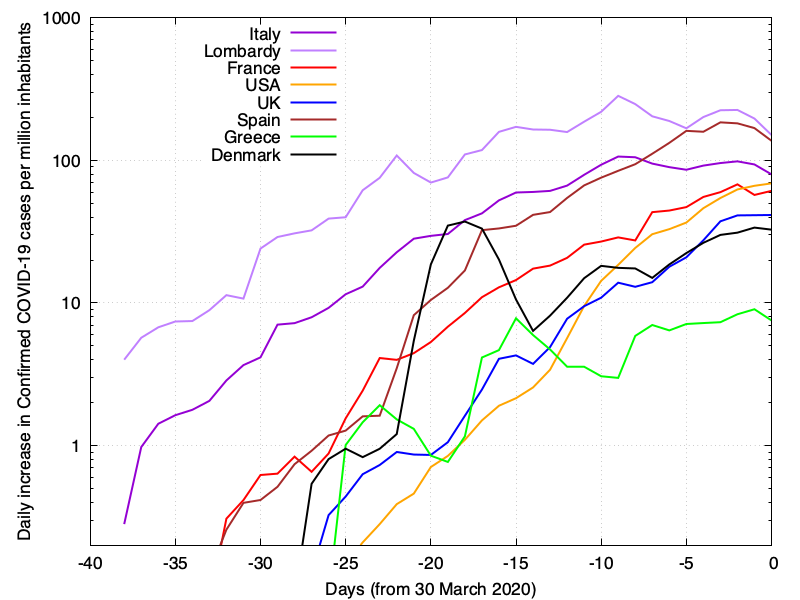 1000
100
10
1
Daily increase in Confirmed COVID-19 cases per million inhabitants
Italy
Lombardy
France
USA
UK
Spain
Greece
Denmark
-40 -35 -30 -25 -20 -15 -10 -5 0
Days (from 30 March 2020)